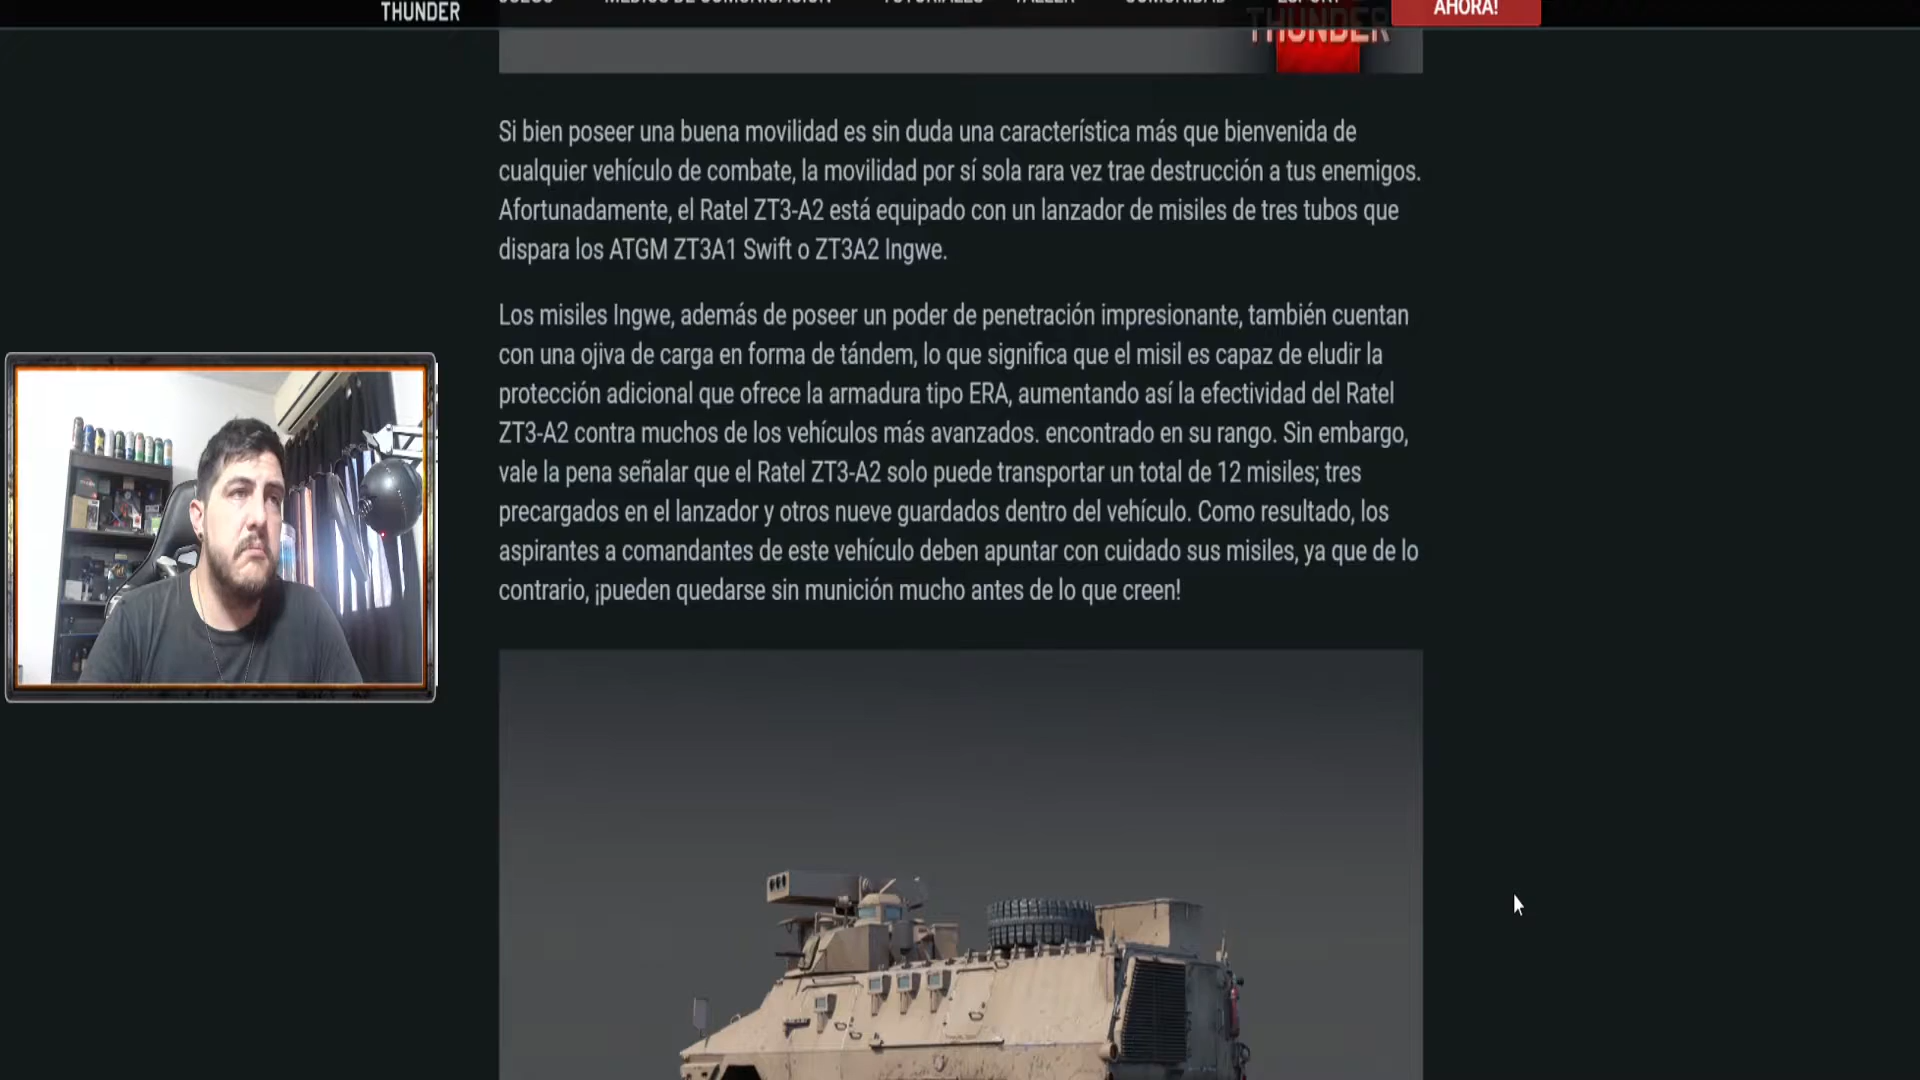 THUNDER
JUEGO MEDIOS DE COMUNICACIÓN TUTORIALES TALLER COMUNIDAD ESPORT
¡AHORA!
THUNDER
Si bien poseer una buena movilidad es sin duda una característica más que bienvenida de
cualquier vehículo de combate, la movilidad por sí sola rara vez trae destrucción a tus enemigos.
Afortunadamente, el Ratel ZT3-A2 está equipado con un lanzador de misiles de tres tubos que
dispara los ATGM ZT3A1 Swift o ZT3A2 Ingwe.
Los misiles Ingwe, además de poseer un poder de penetración impresionante, también cuentan
con una ojiva de carga en forma de tándem, lo que significa que el misil es capaz de eludir la
protección adicional que ofrece la armadura tipo ERA, aumentando así la efectividad del Ratel
ZT3-A2 contra muchos de los vehículos más avanzados. encontrado en su rango. Sin embargo,
vale la pena señalar que el Ratel ZT3-A2 solo puede transportar un total de 12 misiles; tres
precargados en el lanzador y otros nueve guardados dentro del vehículo. Como resultado, los
aspirantes a comandantes de este vehículo deben apuntar con cuidado sus misiles, ya que de lo
contrario, ¡pueden quedarse sin munición mucho antes de lo que creen!